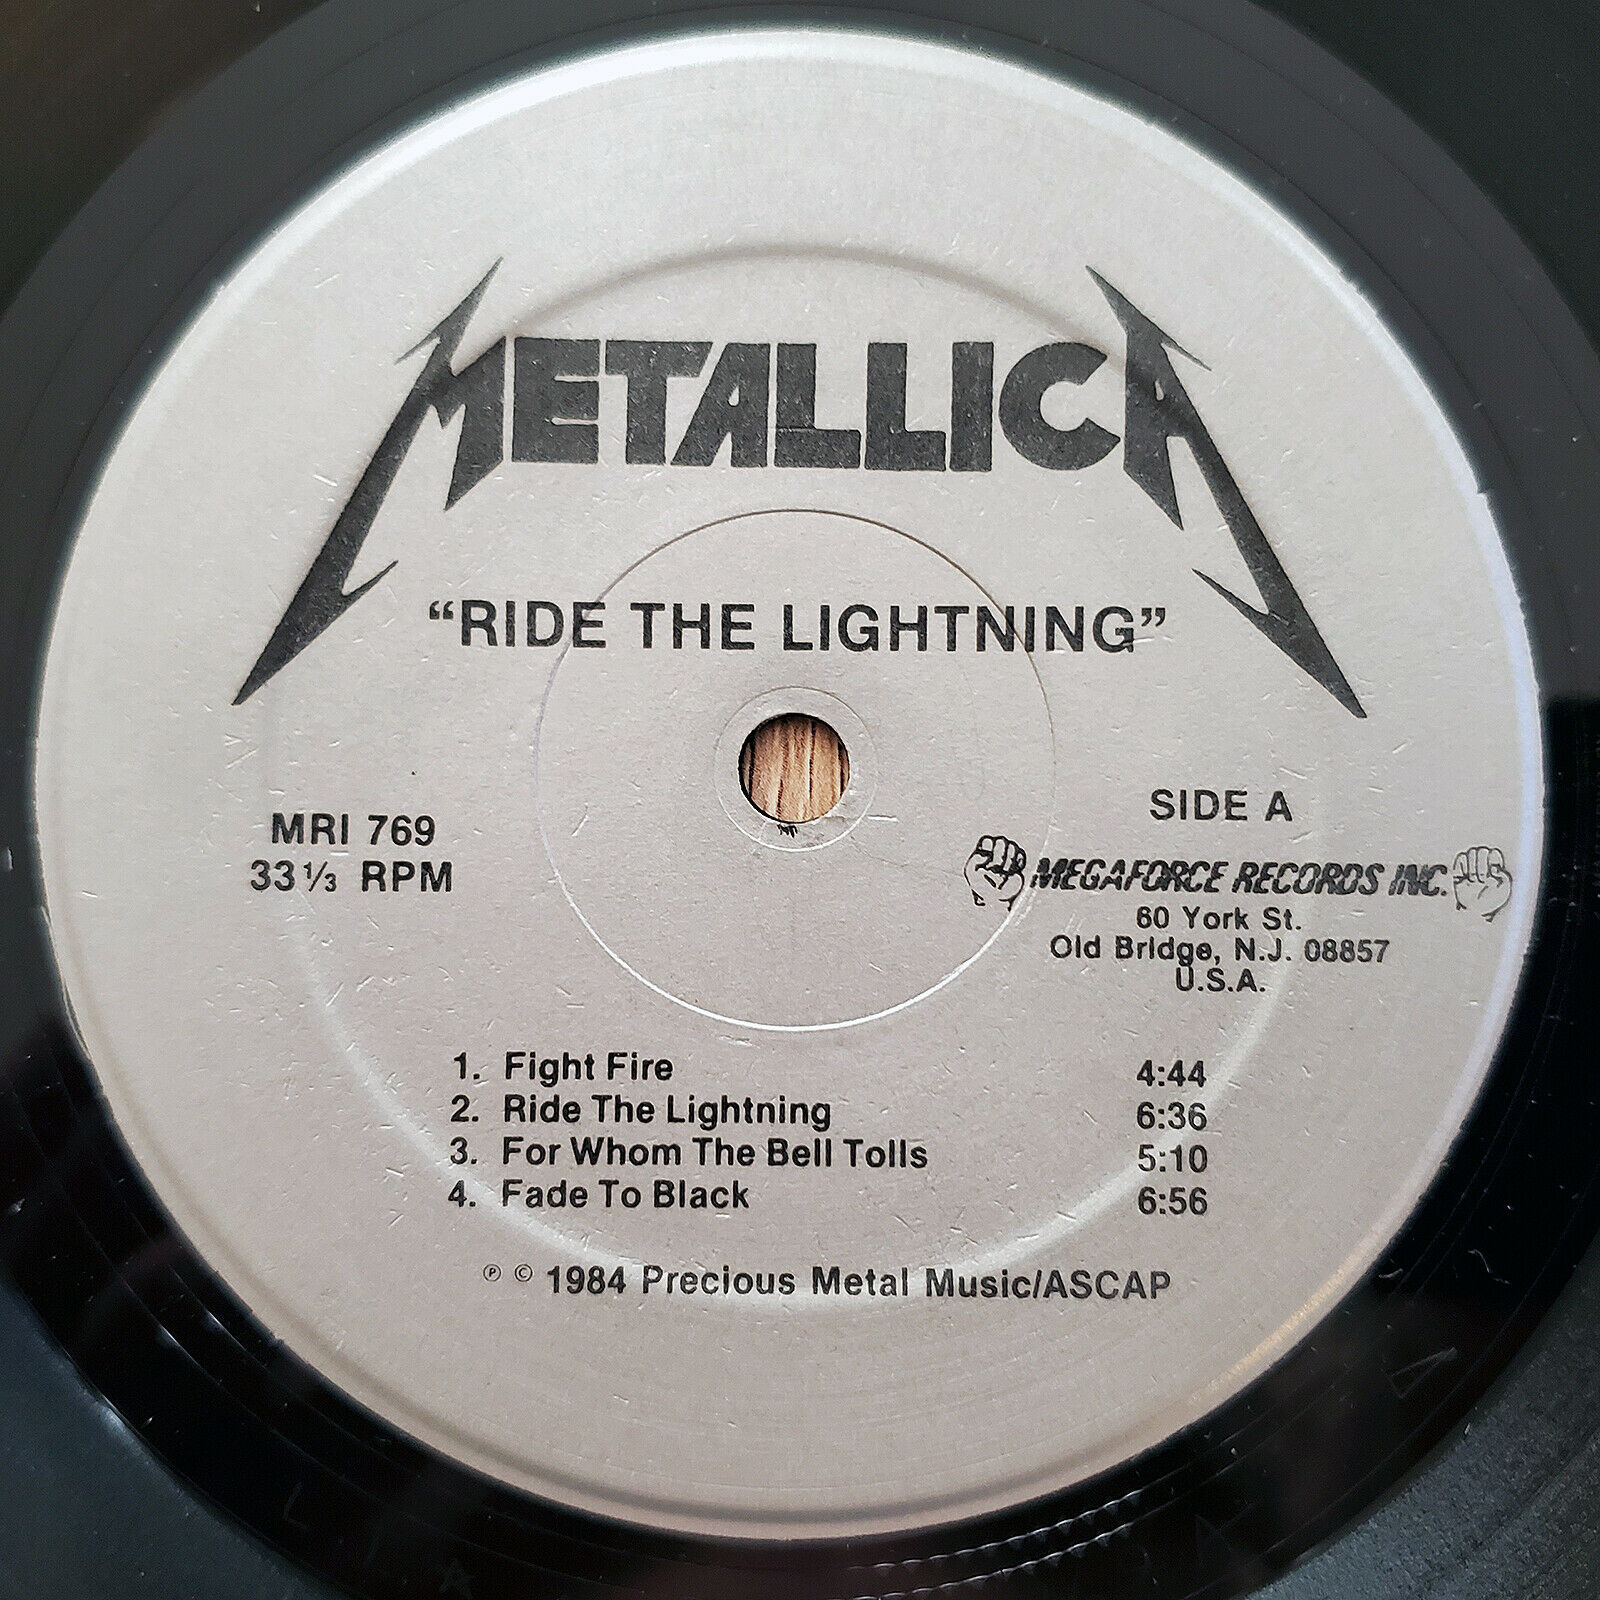 METALLICA
“RIDE THE LIGHTNING”
MRI 769
33⅓ RPM
SIDE A
MEGAFORCE RECORDS INC.
60 York St.
Old Bridge, N.J. 08857
U.S.A.
1. Fight Fire 4:44
2. Ride The Lightning 6:36
3. For Whom The Bell Tolls 5:10
4. Fade To Black 6:56
℗ © 1984 Precious Metal Music/ASCAP